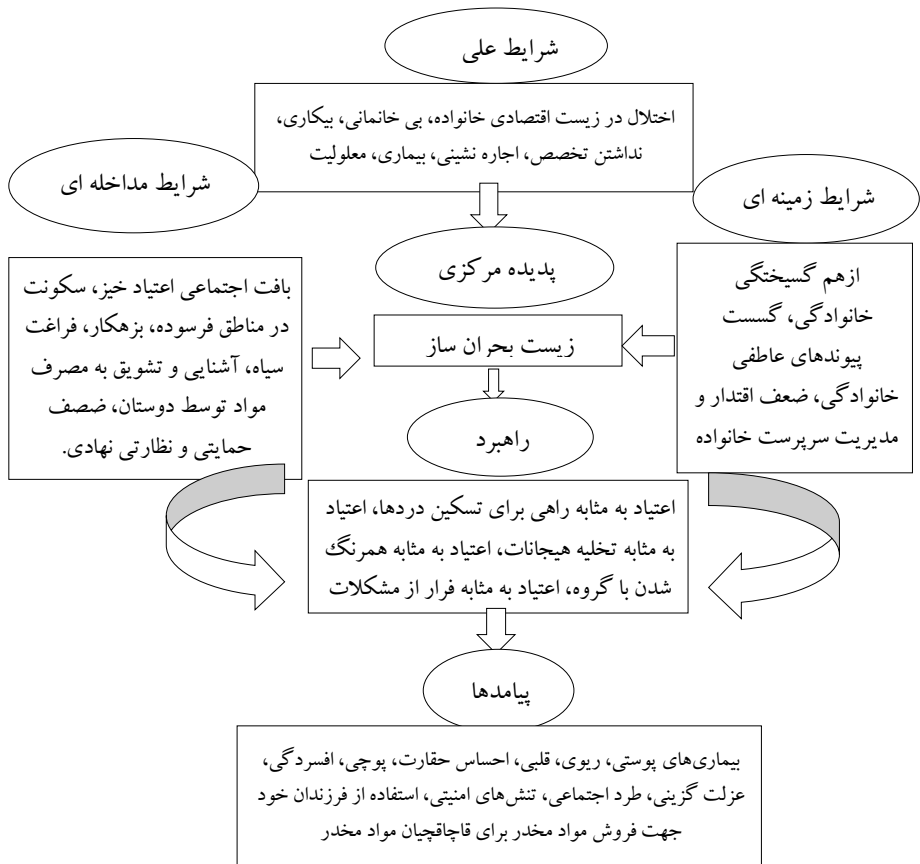 شرایط علی
اختلال در زیست اقتصادی خانواده، بی خانمانی، بیکاری،
نداشتن تخصص، اجاره نشینی، بیماری، معلولیت
شرایط زمینه ای
شرایط مداخله ای
پدیده مرکزی
ازهم گسیختگی
خانوادگی، گسست
پیوندهای عاطفی
خانوادگی، ضعف اقتدار و
مدیریت سرپرست خانواده
زیست بحران ساز
بافت اجتماعی اعتیاد خیز، سکونت
در مناطق فرسوده، بزهکار، فراغت
سیاه، آشنایی و تشویق به مصرف
مواد توسط دوستان، ضصف
حمایتی و نظارتی نهادی.
راهبرد
اعتیاد به مثابه راهی برای تسکین دردها، اعتیاد
به مثابه تخلیه هیجانات، اعتیاد به مثابه همرنگ
شدن با گروه، اعتیاد به مثابه فرار از مشکلات
پیامدها
بیماری‌های پوستی، ریوی، قلبی، احساس حقارت، پوچی، افسردگی،
عزلت گزینی، طرد اجتماعی، تنش‌های امنیتی، استفاده از فرزندان خود
جهت فروش مواد مخدر برای قاچاقچیان مواد مخدر